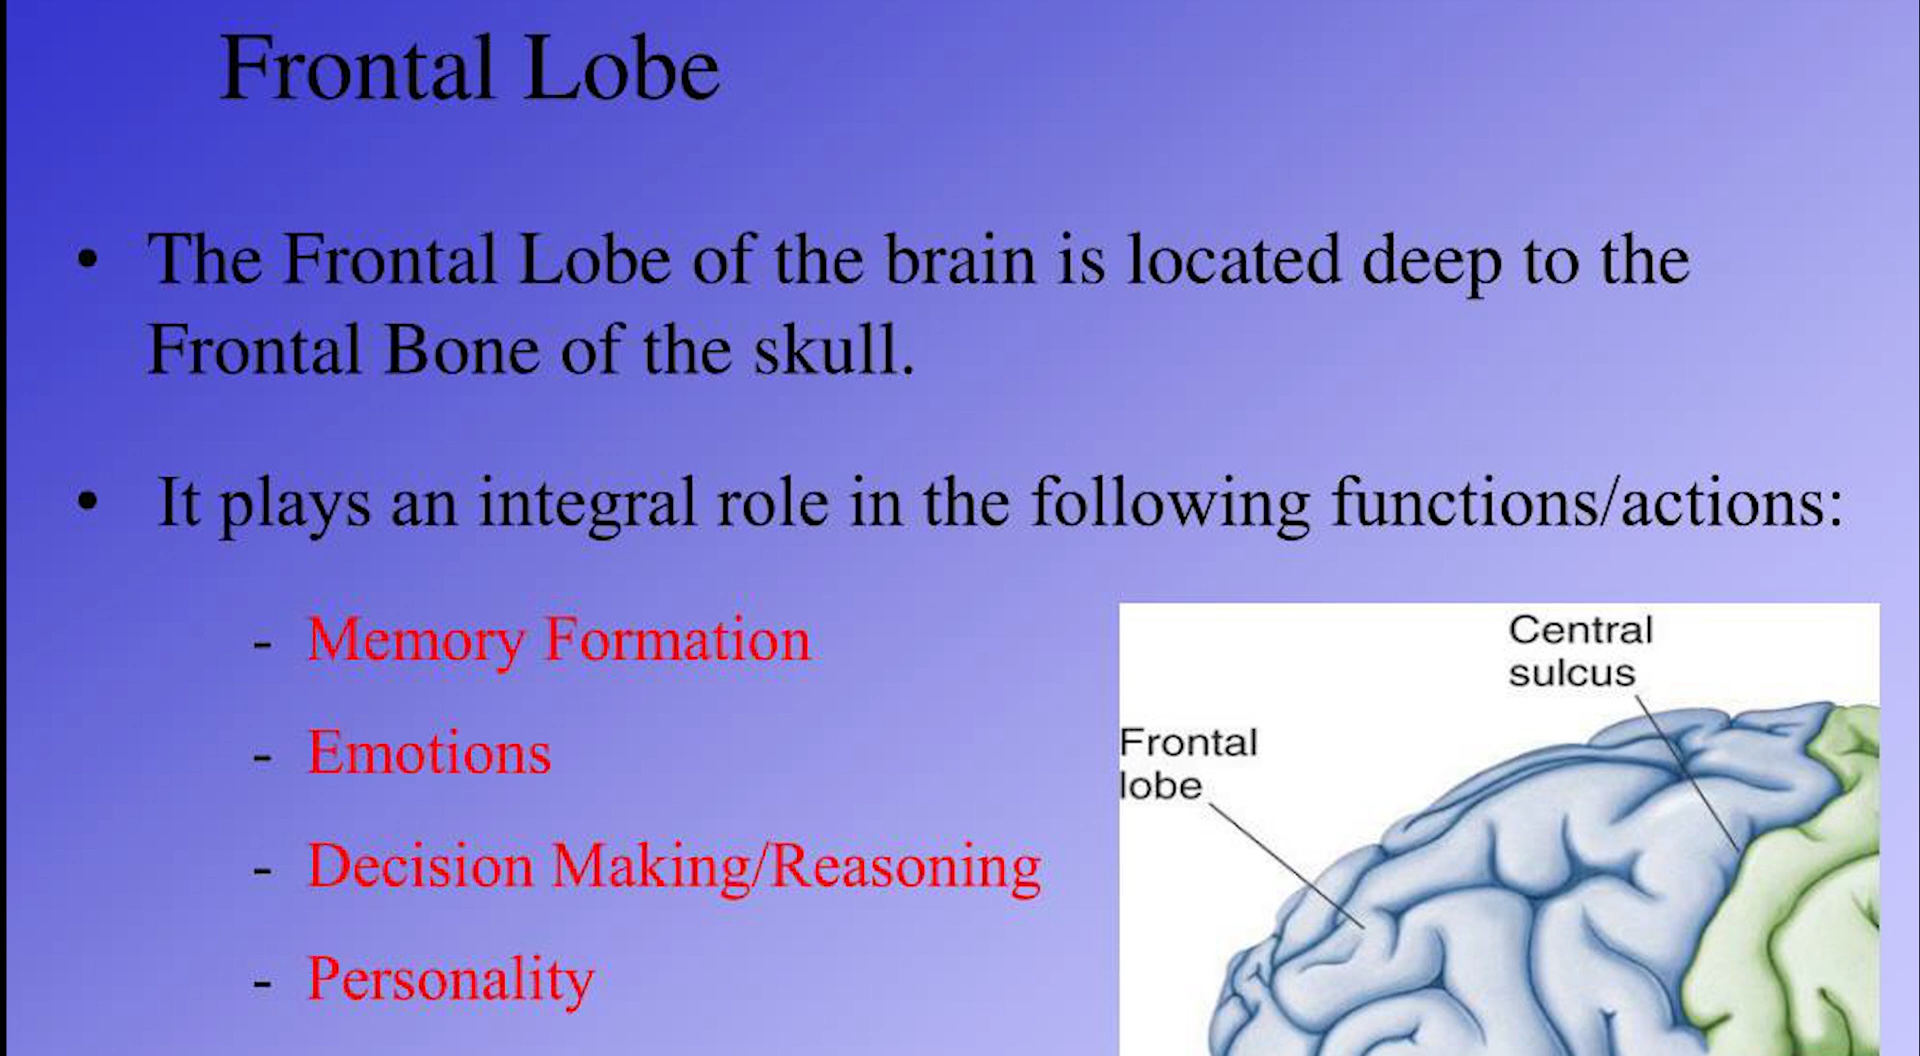 Frontal Lobe
• The Frontal Lobe of the brain is located deep to the
Frontal Bone of the skull.
• It plays an integral role in the following functions/actions:
- Memory Formation
- Emotions
- Decision Making/Reasoning
- Personality
Central
sulcus
Frontal
lobe